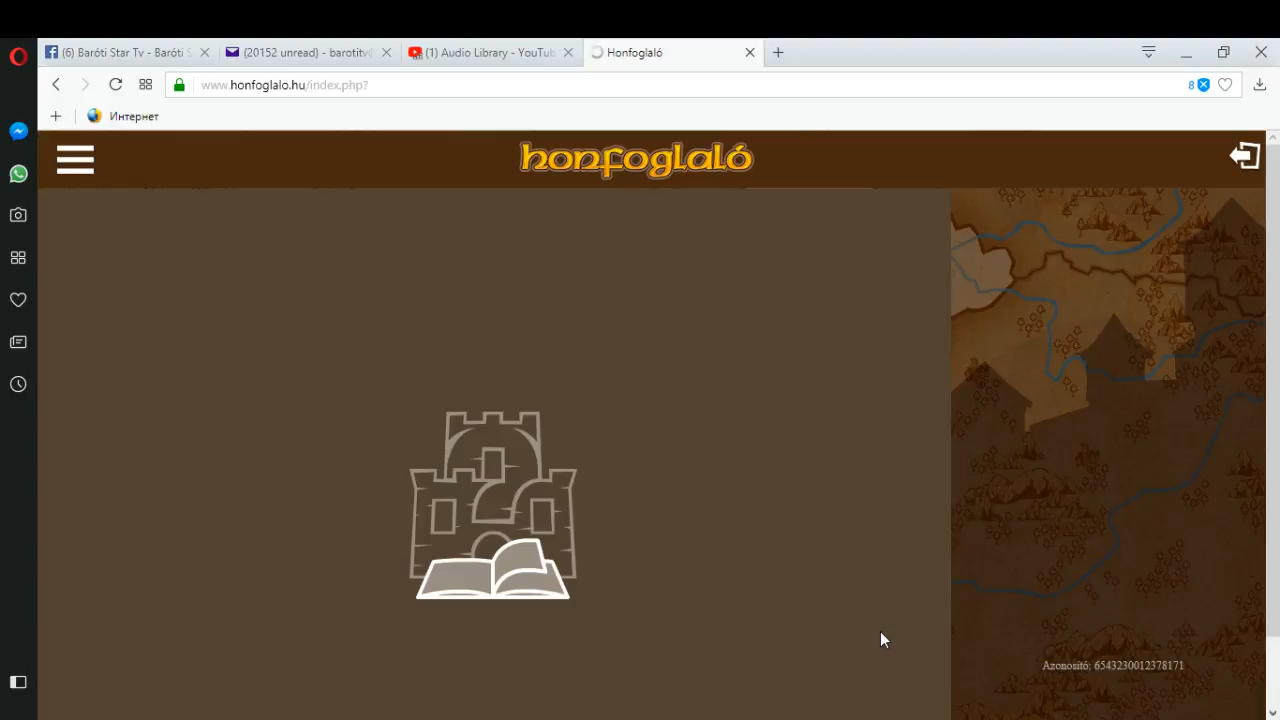 (6) Baróti Star Tv - Baróti S
(20152 unread) - barotitv
(1) Audio Library - YouTub
Honfoglaló
www.honfoglalo.hu/index.php?
8
Интернет
honfoglaló
Azonosító: 6543230012378171